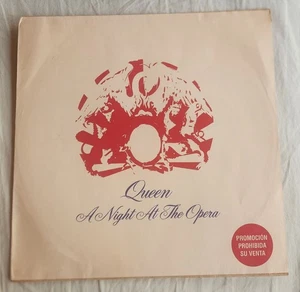 Queen
A Night At The Opera
PROMOCIÓN
PROHIBIDA
SU VENTA